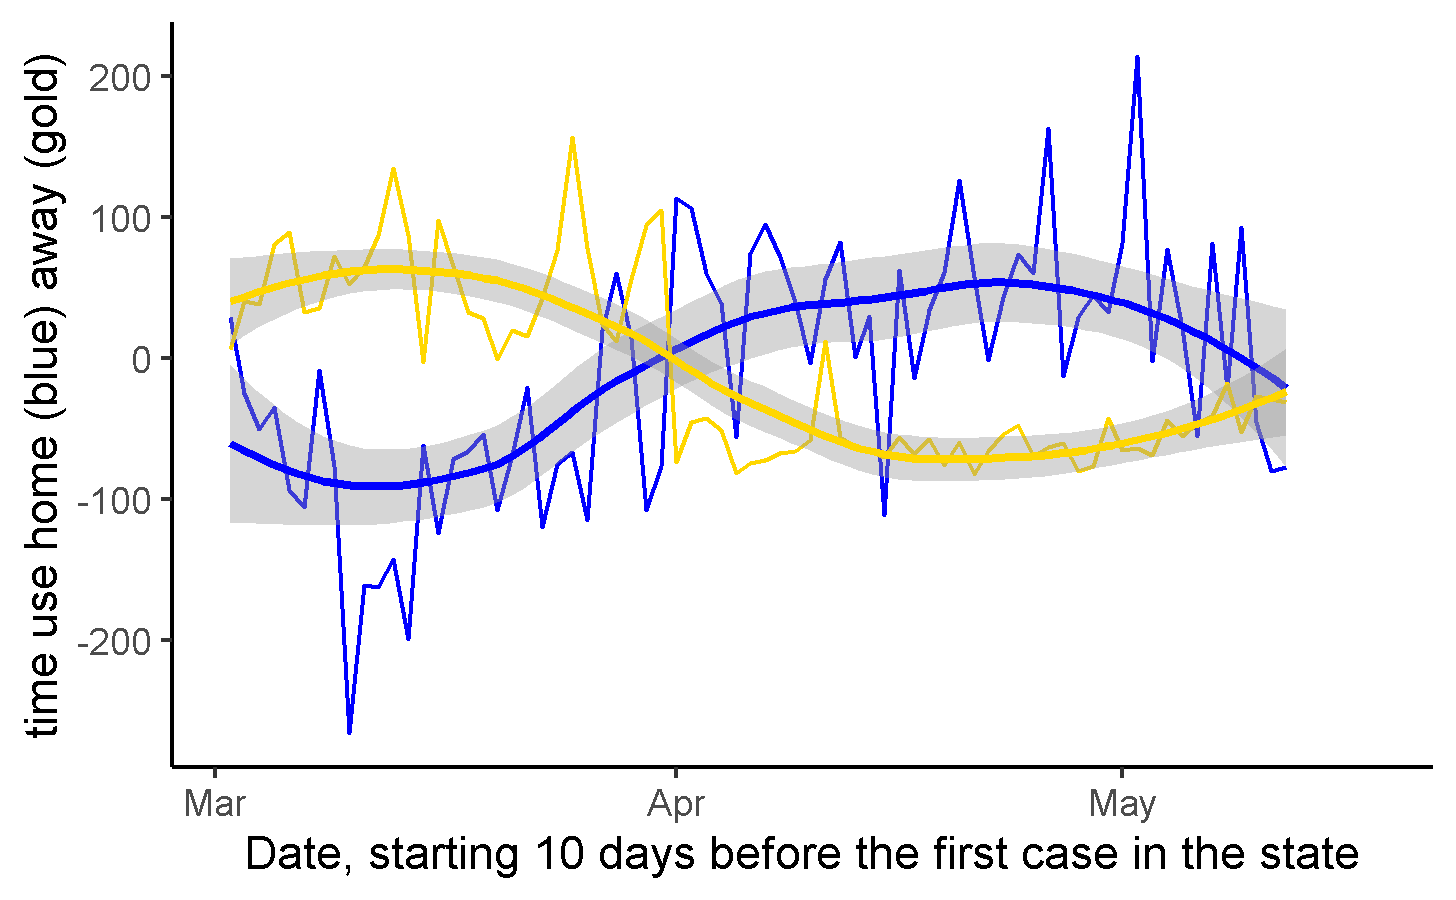 time use home (blue) away (gold)
200
100
0
-100
-200
Mar
Apr
May
Date, starting 10 days before the first case in the state